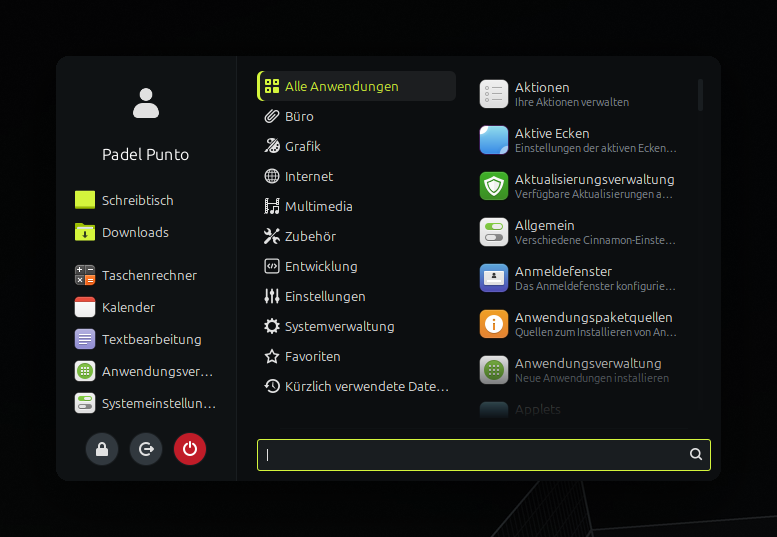 Padel Punto
Schreibtisch
Downloads
Taschenrechner
Kalender
Textbearbeitung
Anwendungsver...
Systemeinstellun...
Alle Anwendungen
Büro
Grafik
Internet
Multimedia
Zubehör
Entwicklung
Einstellungen
Systemverwaltung
Favoriten
Kürzlich verwendete Date...
Aktionen
Ihre Aktionen verwalten
Aktive Ecken
Einstellungen der aktiven Ecken...
Aktualisierungsverwaltung
Verfügbare Aktualisierungen a...
Allgemein
Verschiedene Cinnamon-Einste...
Anmeldefenster
Das Anmeldefenster konfigurie...
Anwendungspaketquellen
Quellen zum Installieren von An...
Anwendungsverwaltung
Neue Anwendungen installieren
Applets